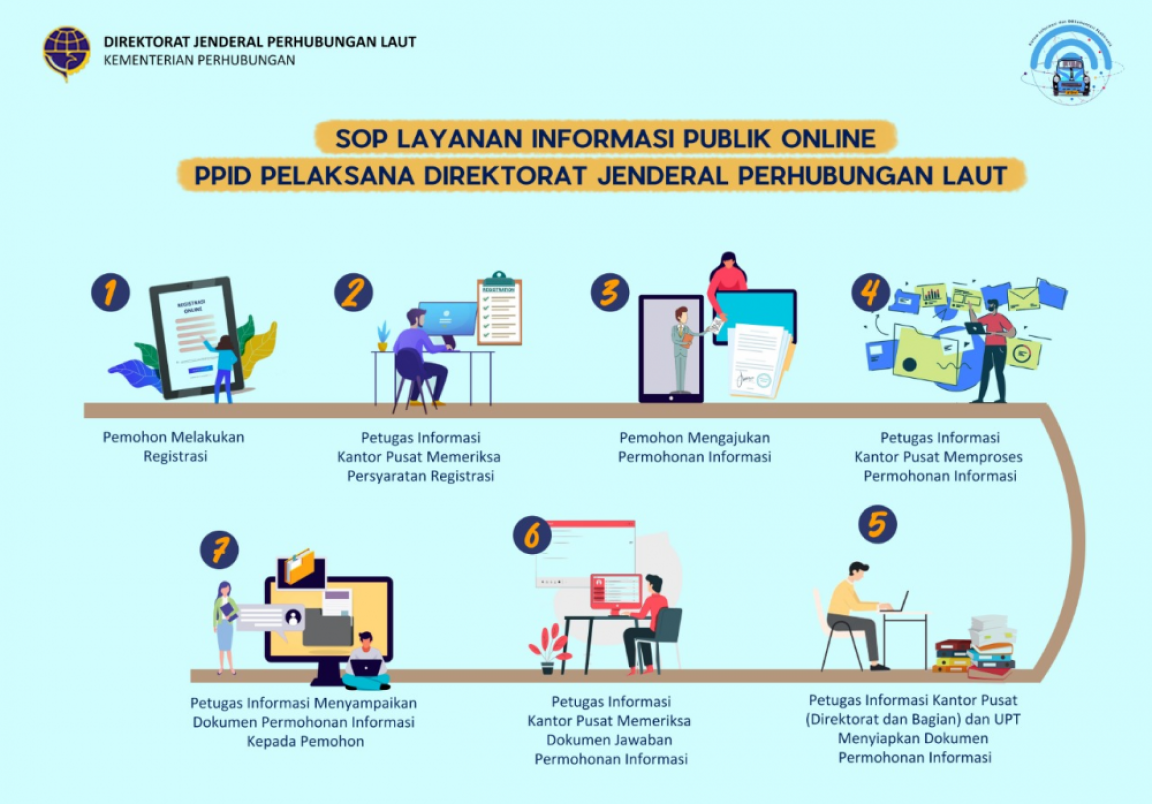 DIREKTORAT JENDERAL PERHUBUNGAN LAUT
KEMENTERIAN PERHUBUNGAN
SOP LAYANAN INFORMASI PUBLIK ONLINE
PPID PELAKSANA DIREKTORAT JENDERAL PERHUBUNGAN LAUT
1
REGISTRASI
ONLINE
2
REGISTRATION
3
4
Pemohon Melakukan
Registrasi
Petugas Informasi
Kantor Pusat Memeriksa
Persyaratan Registrasi
Pemohon Mengajukan
Permohonan Informasi
Petugas Informasi
Kantor Pusat Memproses
Permohonan Informasi
5
Petugas Informasi Kantor Pusat
(Direktorat dan Bagian) dan UPT
Menyiapkan Dokumen
Permohonan Informasi
6
Petugas Informasi
Kantor Pusat Memeriksa
Dokumen Jawaban
Permohonan Informasi
7
Petugas Informasi Menyampaikan
Dokumen Permohonan Informasi
Kepada Pemohon